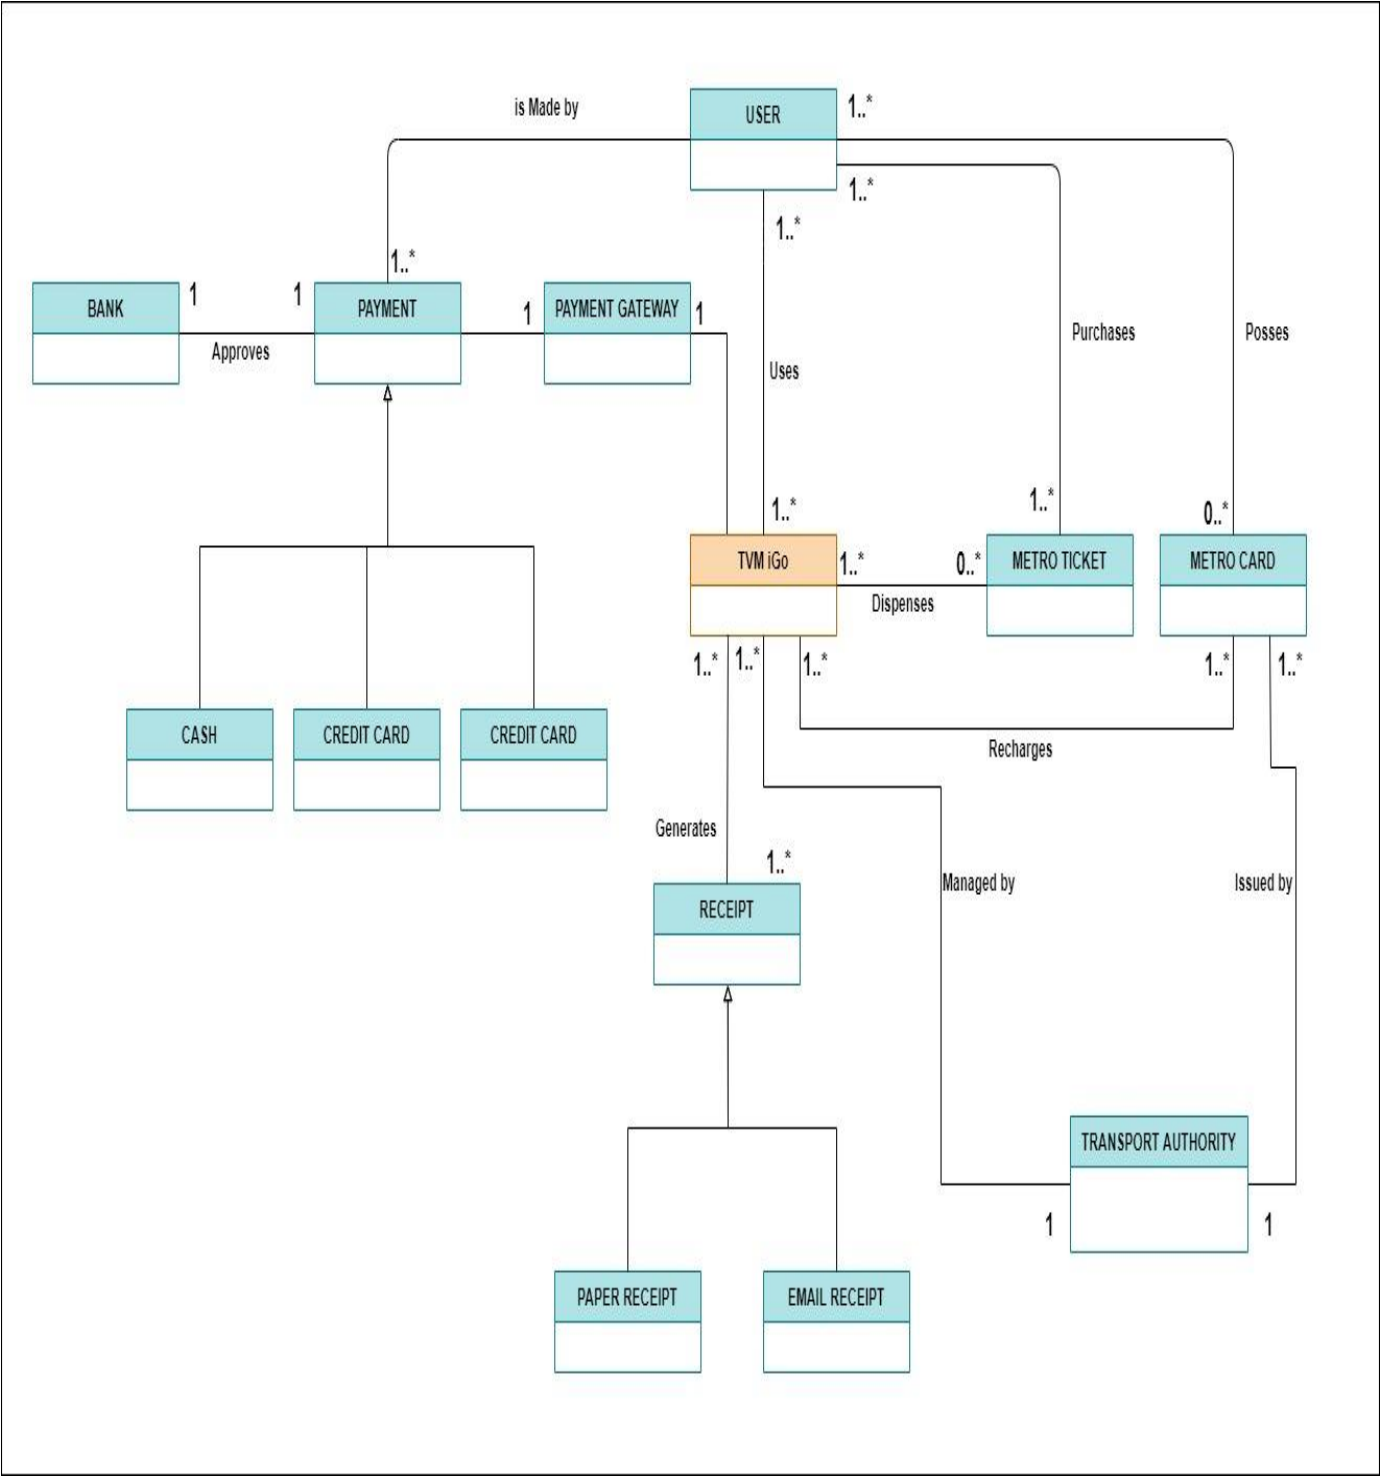 is Made by
USER
1..*
1..*
1..*
1..*
BANK
1
1
PAYMENT
1
PAYMENT GATEWAY
1
Approves
Uses
Purchases
Posses
1..*
1..*
0..*
TVM iGo
1..*
0..*
METRO TICKET
METRO CARD
Dispenses
1..*
1..*
1..*
1..*
1..*
CASH
CREDIT CARD
CREDIT CARD
Recharges
Generates
1..*
Managed by
Issued by
RECEIPT
TRANSPORT AUTHORITY
1
1
PAPER RECEIPT
EMAIL RECEIPT